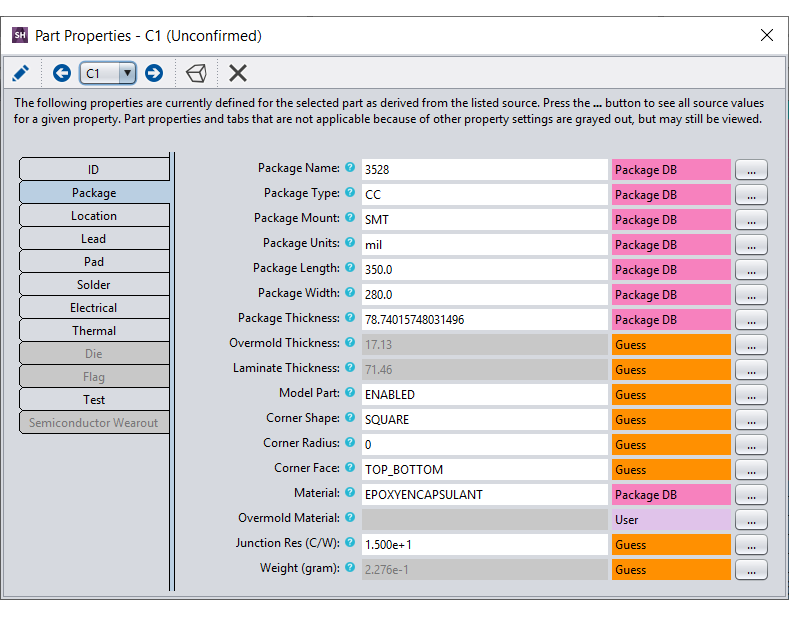 SH Part Properties - C1 (Unconfirmed)
C1
The following properties are currently defined for the selected part as derived from the listed source. Press the ... button to see all source values
for a given property. Part properties and tabs that are not applicable because of other property settings are grayed out, but may still be viewed.
ID
Package
Location
Lead
Pad
Solder
Electrical
Thermal
Die
Flag
Test
Semiconductor Wearout
Package Name: ? 3528 Package DB ...
Package Type: ? CC Package DB ...
Package Mount: ? SMT Package DB ...
Package Units: ? mil Package DB ...
Package Length: ? 350.0 Package DB ...
Package Width: ? 280.0 Package DB ...
Package Thickness: ? 78.74015748031496 Package DB ...
Overmold Thickness: ? 17.13 Guess ...
Laminate Thickness: ? 71.46 Guess ...
Model Part: ? ENABLED Guess ...
Corner Shape: ? SQUARE Guess ...
Corner Radius: ? 0 Guess ...
Corner Face: ? TOP_BOTTOM Guess ...
Material: ? EPOXYENCAPSULANT Package DB ...
Overmold Material: ? User ...
Junction Res (C/W): ? 1.500e+1 Guess ...
Weight (gram): ? 2.276e-1 Guess ...